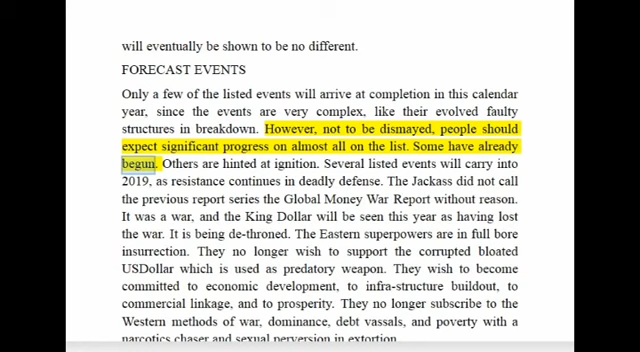 will eventually be shown to be no different.
FORECAST EVENTS
Only a few of the listed events will arrive at completion in this calendar
year, since the events are very complex, like their evolved faulty
structures in breakdown. However, not to be dismayed, people should
expect significant progress on almost all on the list. Some have already
begun. Others are hinted at ignition. Several listed events will carry into
2019, as resistance continues in deadly defense. The Jackass did not call
the previous report series the Global Money War Report without reason.
It was a war, and the King Dollar will be seen this year as having lost
the war. It is being de-throned. The Eastern superpowers are in full bore
insurrection. They no longer wish to support the corrupted bloated
USDollar which is used as predatory weapon. They wish to become
committed to economic development, to infra-structure buildout, to
commercial linkage, and to prosperity. They no longer subscribe to the
Western methods of war, dominance, debt vassals, and poverty with a
narcotics chaser and sexual perversion in extortion.